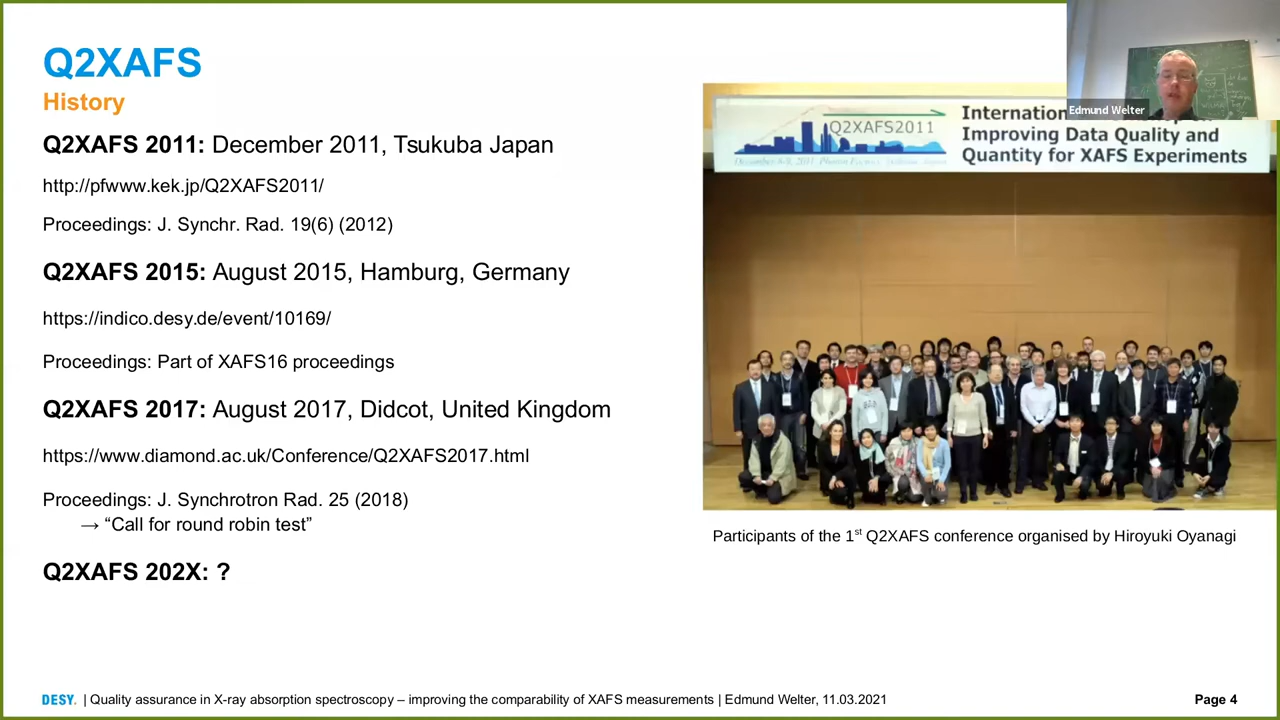 Q2XAFS
History
Q2XAFS 2011: December 2011, Tsukuba Japan
http://pfwww.kek.jp/Q2XAFS2011/
Proceedings: J. Synchr. Rad. 19(6) (2012)
Q2XAFS 2015: August 2015, Hamburg, Germany
https://indico.desy.de/event/10169/
Proceedings: Part of XAFS16 proceedings
Q2XAFS 2017: August 2017, Didcot, United Kingdom
https://www.diamond.ac.uk/Conference/Q2XAFS2017.html
Proceedings: J. Synchrotron Rad. 25 (2018)
→ “Call for round robin test”
Q2XAFS 202X: ?
Edmund Welter
Q2XAFS2011
Improving Data Quality and
Quantity for XAFS Experiments
Participants of the 1st Q2XAFS conference organised by Hiroyuki Oyanagi
DESY. | Quality assurance in X-ray absorption spectroscopy – improving the comparability of XAFS measurements | Edmund Welter, 11.03.2021
Page 4